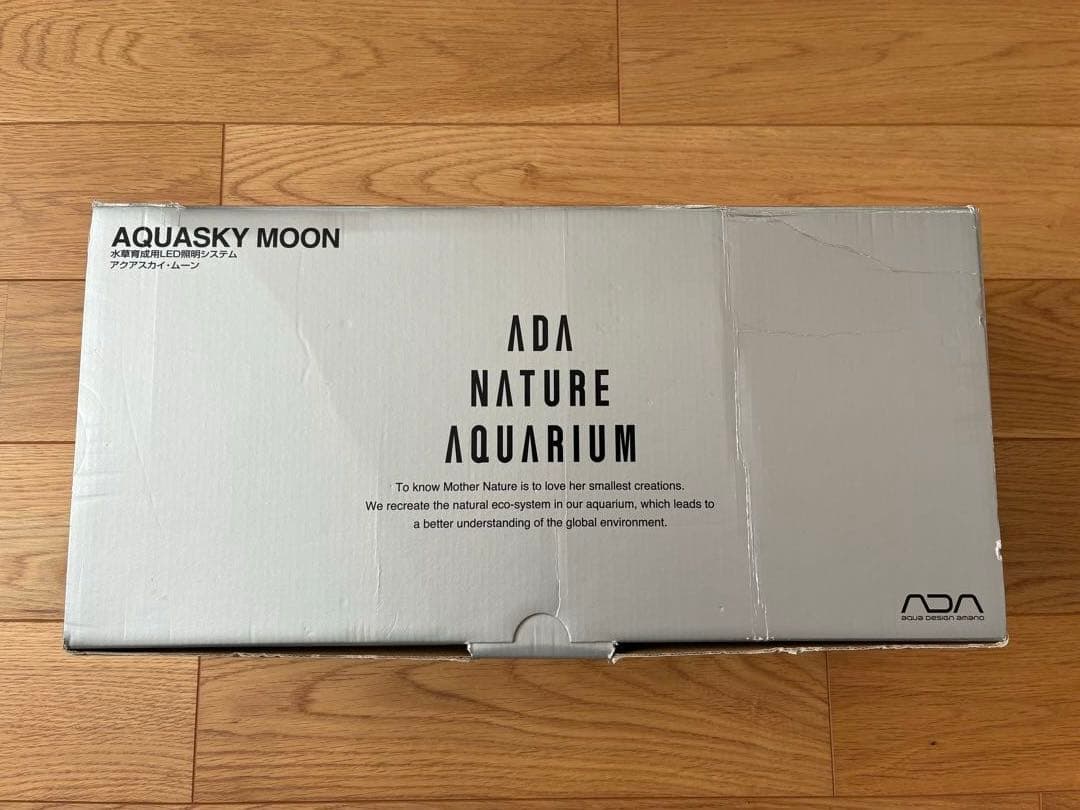 AQUASKY MOON
水草育成用LED照明システム
アクアスカイ・ムーン
ADA
NATURE
AQUARIUM
To know Mother Nature is to love her smallest creations.
We recreate the natural eco-system in our aquarium, which leads to
a better understanding of the global environment.
ADA
aqua design amano